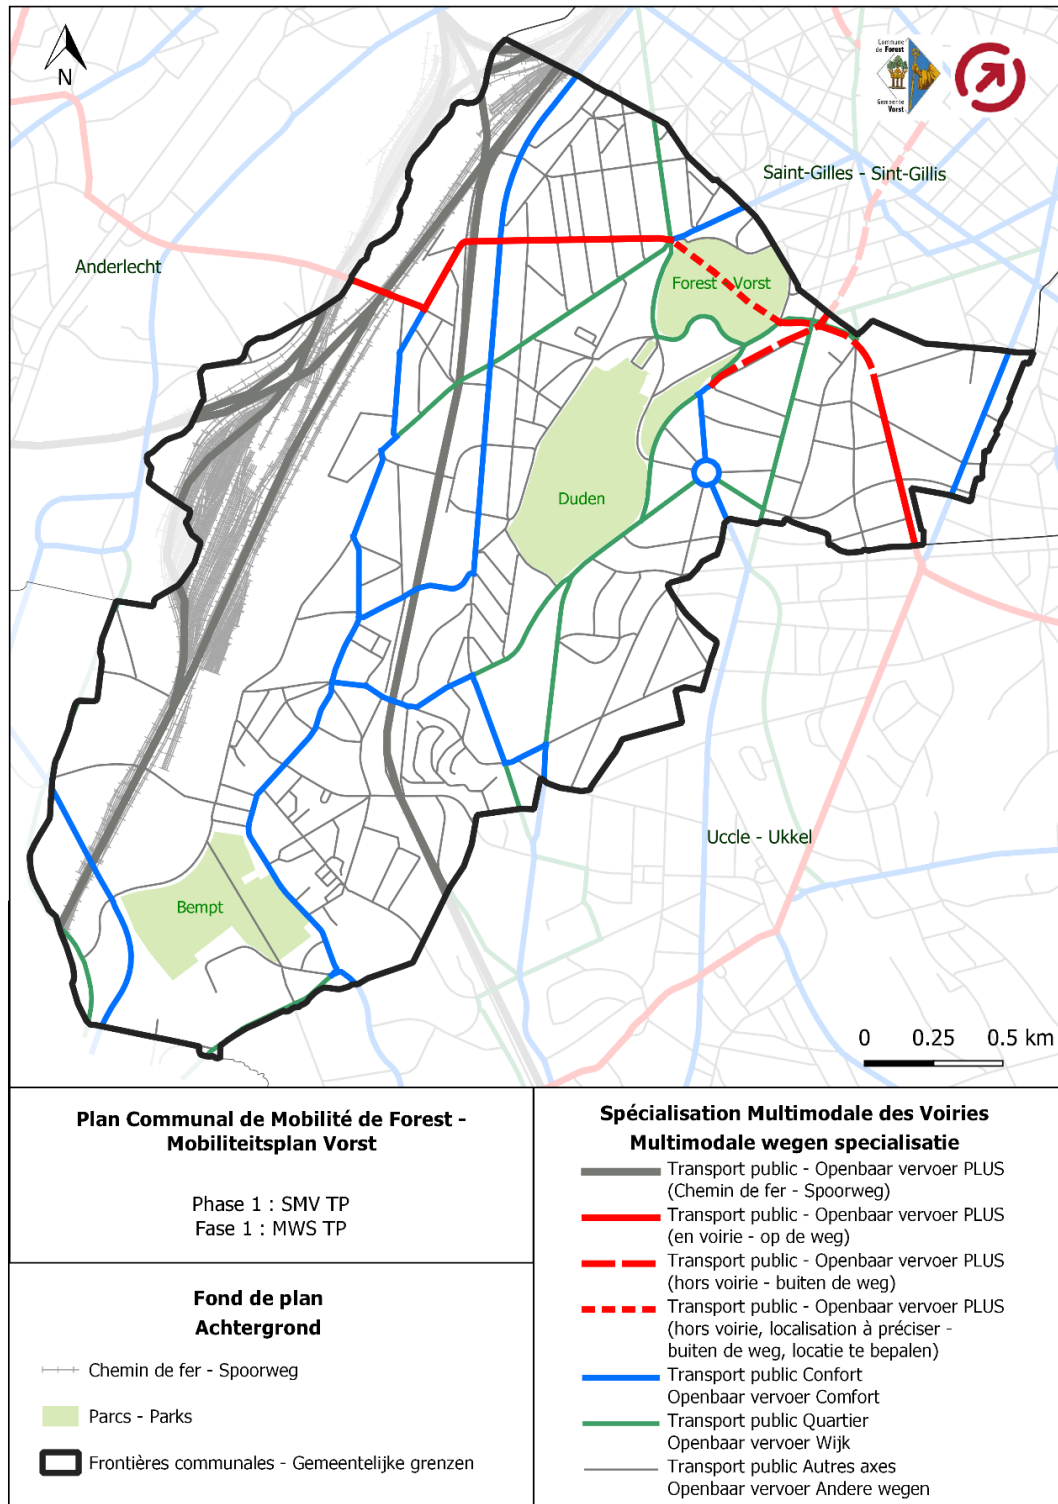 N
Commune
de Forest
Gemeente
Vorst
Saint-Gilles - Sint-Gillis
Anderlecht
Forest - Vorst
Duden
Uccle - Ukkel
Bempt
0 0.25 0.5 km
Plan Communal de Mobilité de Forest -
Mobiliteitsplan Vorst
Phase 1 : SMV TP
Fase 1 : MWS TP
Fond de plan
Achtergrond
Chemin de fer - Spoorweg
Parcs - Parks
Frontières communales - Gemeentelijke grenzen
Spécialisation Multimodale des Voiries
Multimodale wegen specialisatie
Transport public - Openbaar vervoer PLUS
(Chemin de fer - Spoorweg)
Transport public - Openbaar vervoer PLUS
(en voirie - op de weg)
Transport public - Openbaar vervoer PLUS
(hors voirie - buiten de weg)
Transport public - Openbaar vervoer PLUS
(hors voirie, localisation à préciser -
buiten de weg, locatie te bepalen)
Transport public Confort
Openbaar vervoer Comfort
Transport public Quartier
Openbaar vervoer Wijk
Transport public Autres axes
Openbaar vervoer Andere wegen